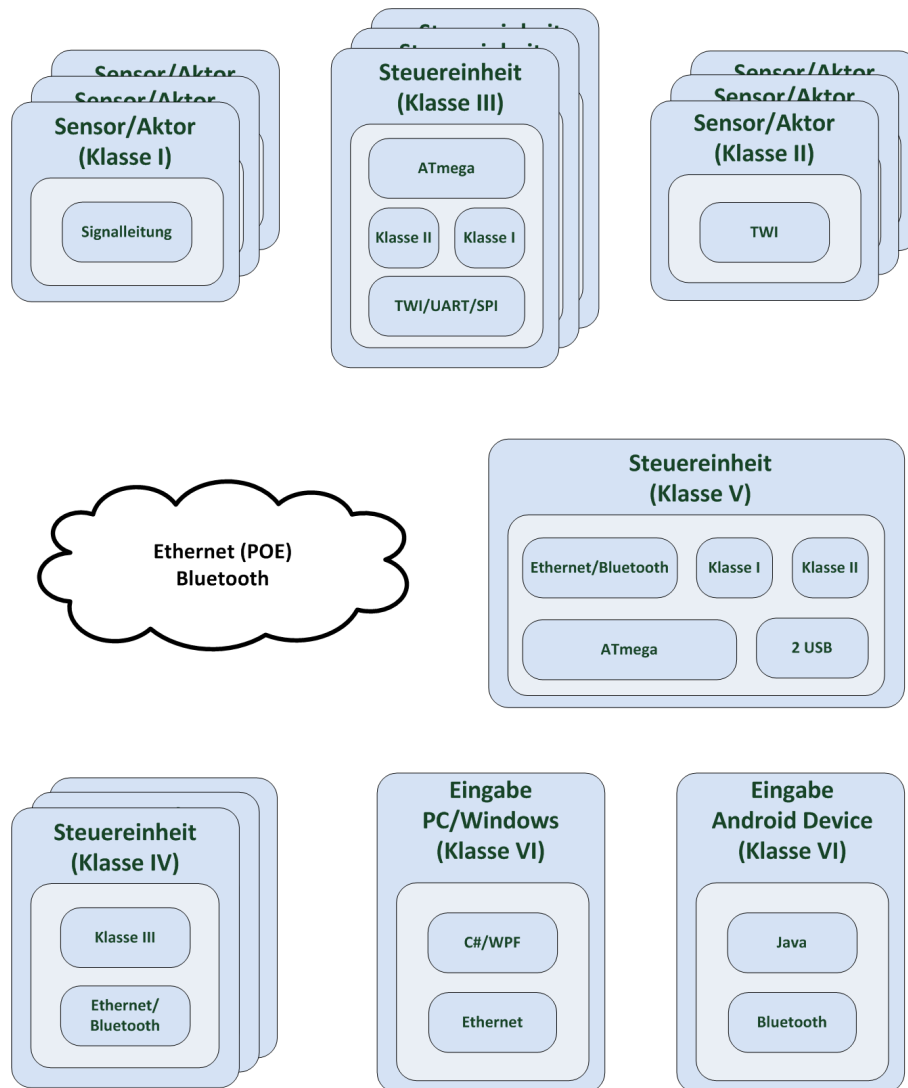 Sensor/Aktor
Sensor/Aktor
Sensor/Aktor
(Klasse I)
Signalleitung
Steuereinheit
Steuereinheit
Steuereinheit
(Klasse III)
ATmega
Klasse II
Klasse I
TWI/UART/SPI
Sensor/Aktor
Sensor/Aktor
Sensor/Aktor
(Klasse II)
TWI
Ethernet (POE)
Bluetooth
Steuereinheit
(Klasse V)
Ethernet/Bluetooth
Klasse I
Klasse II
ATmega
2 USB
Steuereinheit
(Klasse IV)
Klasse III
Ethernet/
Bluetooth
Eingabe
PC/Windows
(Klasse VI)
C#/WPF
Ethernet
Eingabe
Android Device
(Klasse VI)
Java
Bluetooth